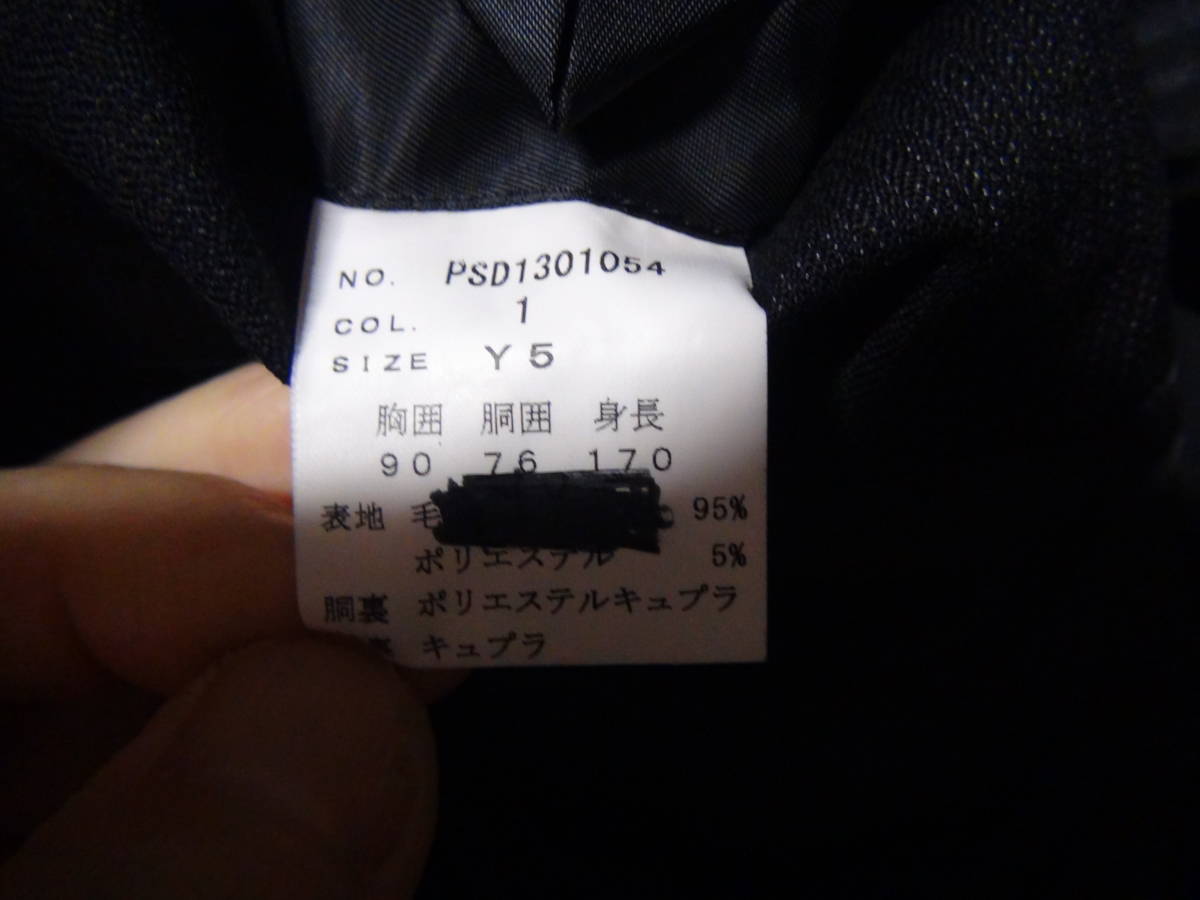 NO. PSD1301054
COL. 1
SIZE Y5
胸囲 胴囲 身長
90 76 170
表地 毛 95%
ポリエステル 5%
胴裏 ポリエステルキュプラ
裏 キュプラ